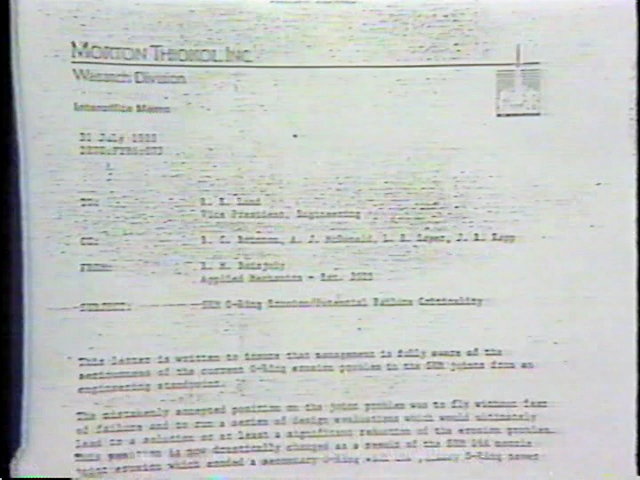 MORTON THIOKOL, INC.
Wasatch Division
Interoffice Memo
31 July
TO: R. K. Lund
Vice President, Engineering
CC:
FROM: R. M. Boisjoly
Applied Mechanics - Ext.
SUBJECT: SRM O-Ring Erosion/Potential Failure Criticality
This letter is written to insure that management is fully aware of the
seriousness of the current O-Ring erosion problem in the SRM joints from an
engineering standpoint.
The mistakenly accepted position on the joint problem was to fly without fear
of failure and to run a series of design evaluations which would ultimately
lead to a solution or at least a significant reduction of the erosion problem.
This position is now drastically changed as a result of the SRM nozzle
joint erosion which eroded a secondary O-Ring with the primary O-Ring never